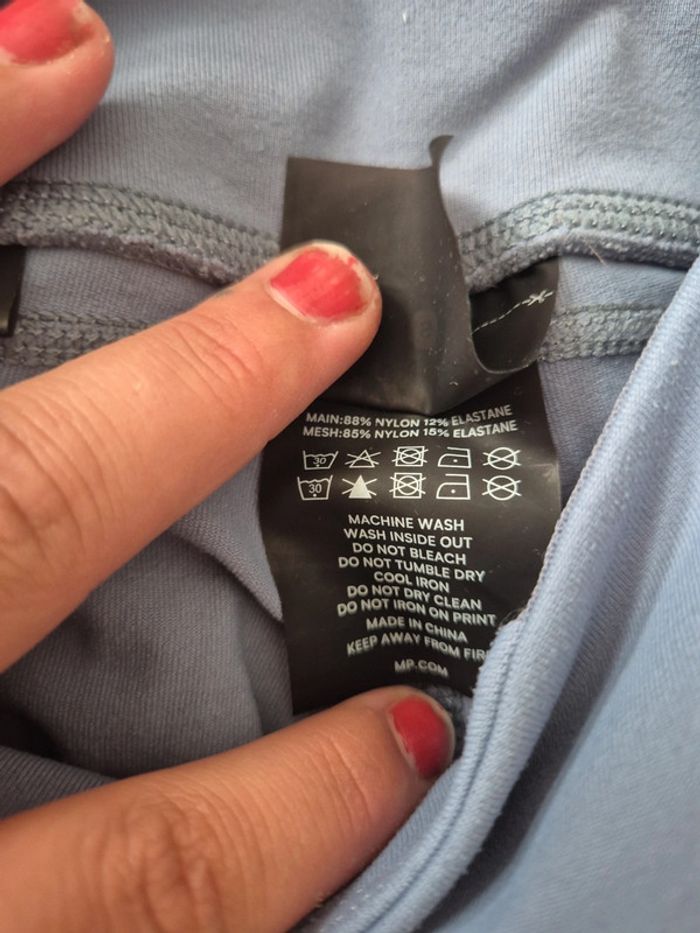 MAIN:88% NYLON 12% ELASTANE
MESH:85% NYLON 15% ELASTANE
30
30
MACHINE WASH
WASH INSIDE OUT
DO NOT BLEACH
DO NOT TUMBLE DRY
COOL IRON
DO NOT DRY CLEAN
DO NOT IRON ON PRINT
MADE IN CHINA
KEEP AWAY FROM
MP.COM